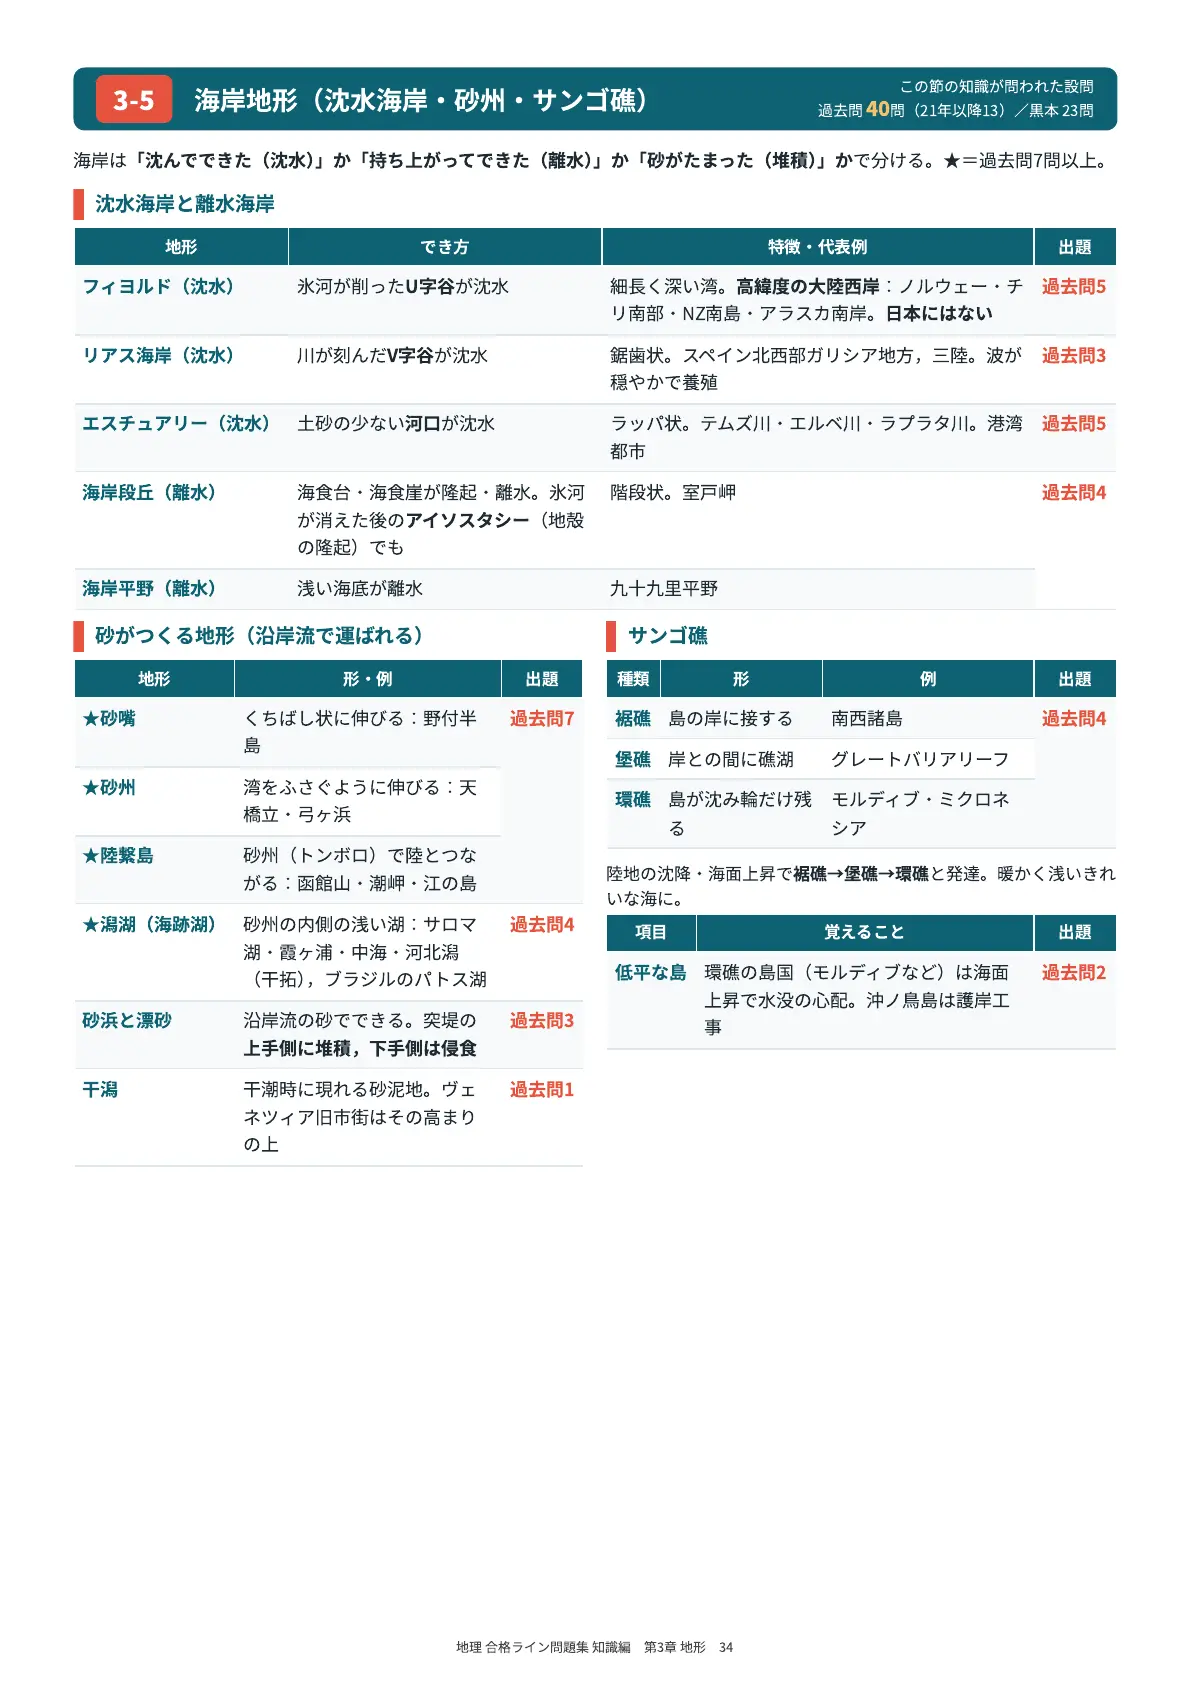 3-5 海岸地形（沈水海岸・砂州・サンゴ礁）
この節の知識が問われた設問
過去問 40問（21年以降13）／黒本 23問
海岸は「沈んでできた（沈水）」か「持ち上がってできた（離水）」か「砂がたまった（堆積）」かで分ける。★＝過去問7問以上。
沈水海岸と離水海岸
地形 でき方 特徴・代表例 出題
フィヨルド（沈水） 氷河が削ったU字谷が沈水 細長く深い湾。高緯度の大陸西岸：ノルウェー・チ 過去問5
リ南部・NZ南島・アラスカ南岸。日本にはない
リアス海岸（沈水） 川が刻んだV字谷が沈水 鋸歯状。スペイン北西部ガリシア地方，三陸。波が 過去問3
穏やかで養殖
エスチュアリー（沈水） 土砂の少ない河口が沈水 ラッパ状。テムズ川・エルベ川・ラプラタ川。港湾 過去問5
都市
海岸段丘（離水） 海食台・海食崖が隆起・離水。氷河 階段状。室戸岬 過去問4
が消えた後のアイソスタシー（地殻
の隆起）でも
海岸平野（離水） 浅い海底が離水 九十九里平野
砂がつくる地形（沿岸流で運ばれる）
地形 形・例 出題
★砂嘴 くちばし状に伸びる：野付半 過去問7
島
★砂州 湾をふさぐように伸びる：天
橋立・弓ヶ浜
★陸繋島 砂州（トンボロ）で陸とつな
がる：函館山・潮岬・江の島
★潟湖（海跡湖） 砂州の内側の浅い湖：サロマ 過去問4
湖・霞ヶ浦・中海・河北潟
（干拓），ブラジルのパトス湖
砂浜と漂砂 沿岸流の砂でできる。突堤の 過去問3
上手側に堆積，下手側は侵食
干潟 干潮時に現れる砂泥地。ヴェ 過去問1
ネツィア旧市街はその高まり
の上
サンゴ礁
種類 形 例 出題
裾礁 島の岸に接する 南西諸島 過去問4
堡礁 岸との間に礁湖 グレートバリアリーフ
環礁 島が沈み輪だけ残 モルディブ・ミクロネ
る シア
陸地の沈降・海面上昇で裾礁→堡礁→環礁と発達。暖かく浅いきれ
いな海に。
項目 覚えること 出題
低平な島 環礁の島国（モルディブなど）は海面 過去問2
上昇で水没の心配。沖ノ鳥島は護岸工
事
地理 合格ライン問題集 知識編 第3章 地形 34